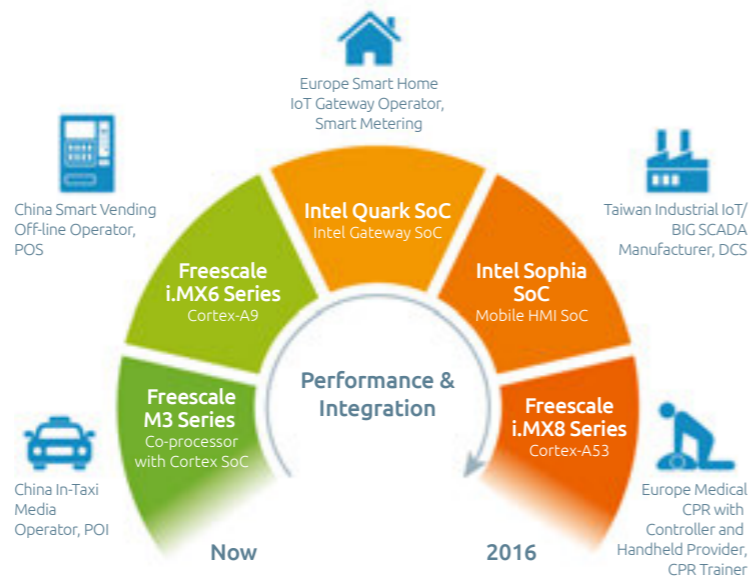 Europe Smart Home
IoT Gateway Operator,
Smart Metering
China Smart Vending
Off-line Operator,
POS
Taiwan Industrial IoT/
BIG SCADA
Manufacturer, DCS
Intel Quark SoC
Intel Gateway SoC
Freescale
i.MX6 Series
Cortex-A9
Intel Sophia
SoC
Mobile HMI SoC
Performance &
Integration
Freescale
M3 Series
Co-processor
with Cortex SoC
Freescale
i.MX8 Series
Cortex-A53
China In-Taxi
Media
Operator, POI
Europe Medical
CPR with
Controller and
Handheld Provider,
CPR Trainer
Now
2016